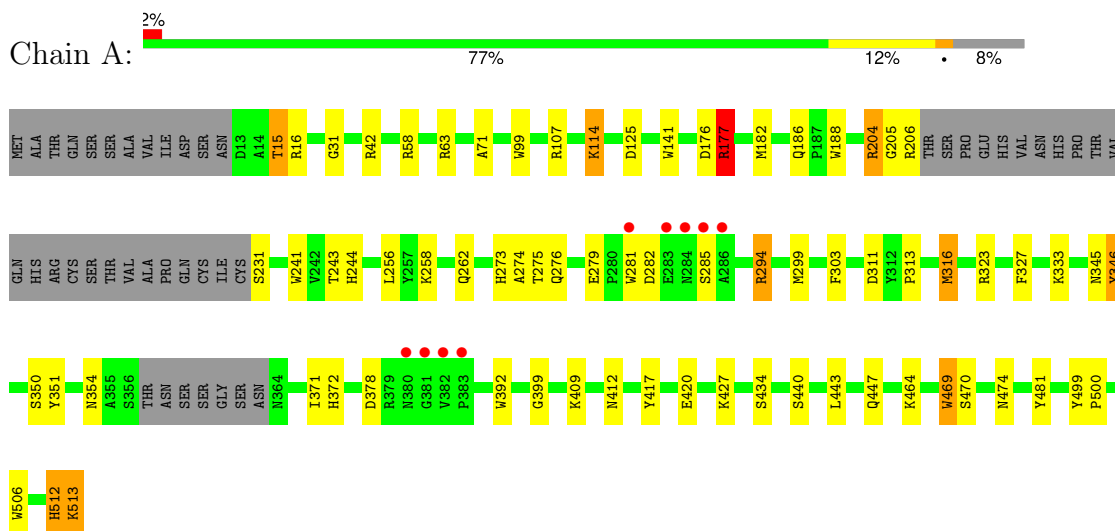 2%
Chain A:
77% 12% • 8%
MET ALA THR GLN SER SER ALA VAL ILE ASP SER ASN D13 A14 T15 R16 G31 R42 R58 R63 A71 W99 R107 K114 D125 W141 D176 R177 M182 Q186 P187 W188 R204 G205 R206 THR SER PRO GLU HIS VAL ASN HIS PRO THR VAL
GLN HIS ARG CYS SER THR VAL ALA PRO GLN CYS ILE CYS S231 W241 V242 T243 H244 L256 Y257 K258 Q262 H273 A274 T275 Q276 E279 P280 W281 D282 E283 N284 S285 A286 R294 M299 F303 D311 Y312 P313 M316 R323 F327 K333 N345 Y346
S350 Y351 N354 A355 S356 THR ASN SER SER GLY SER ASN N364 I371 H372 D378 R379 N380 G381 V382 P383 W392 G399 K409 N412 Y417 E420 K427 S434 S440 L443 Q447 K464 W469 S470 N474 Y481 Y499 P500
W506 H512 K513